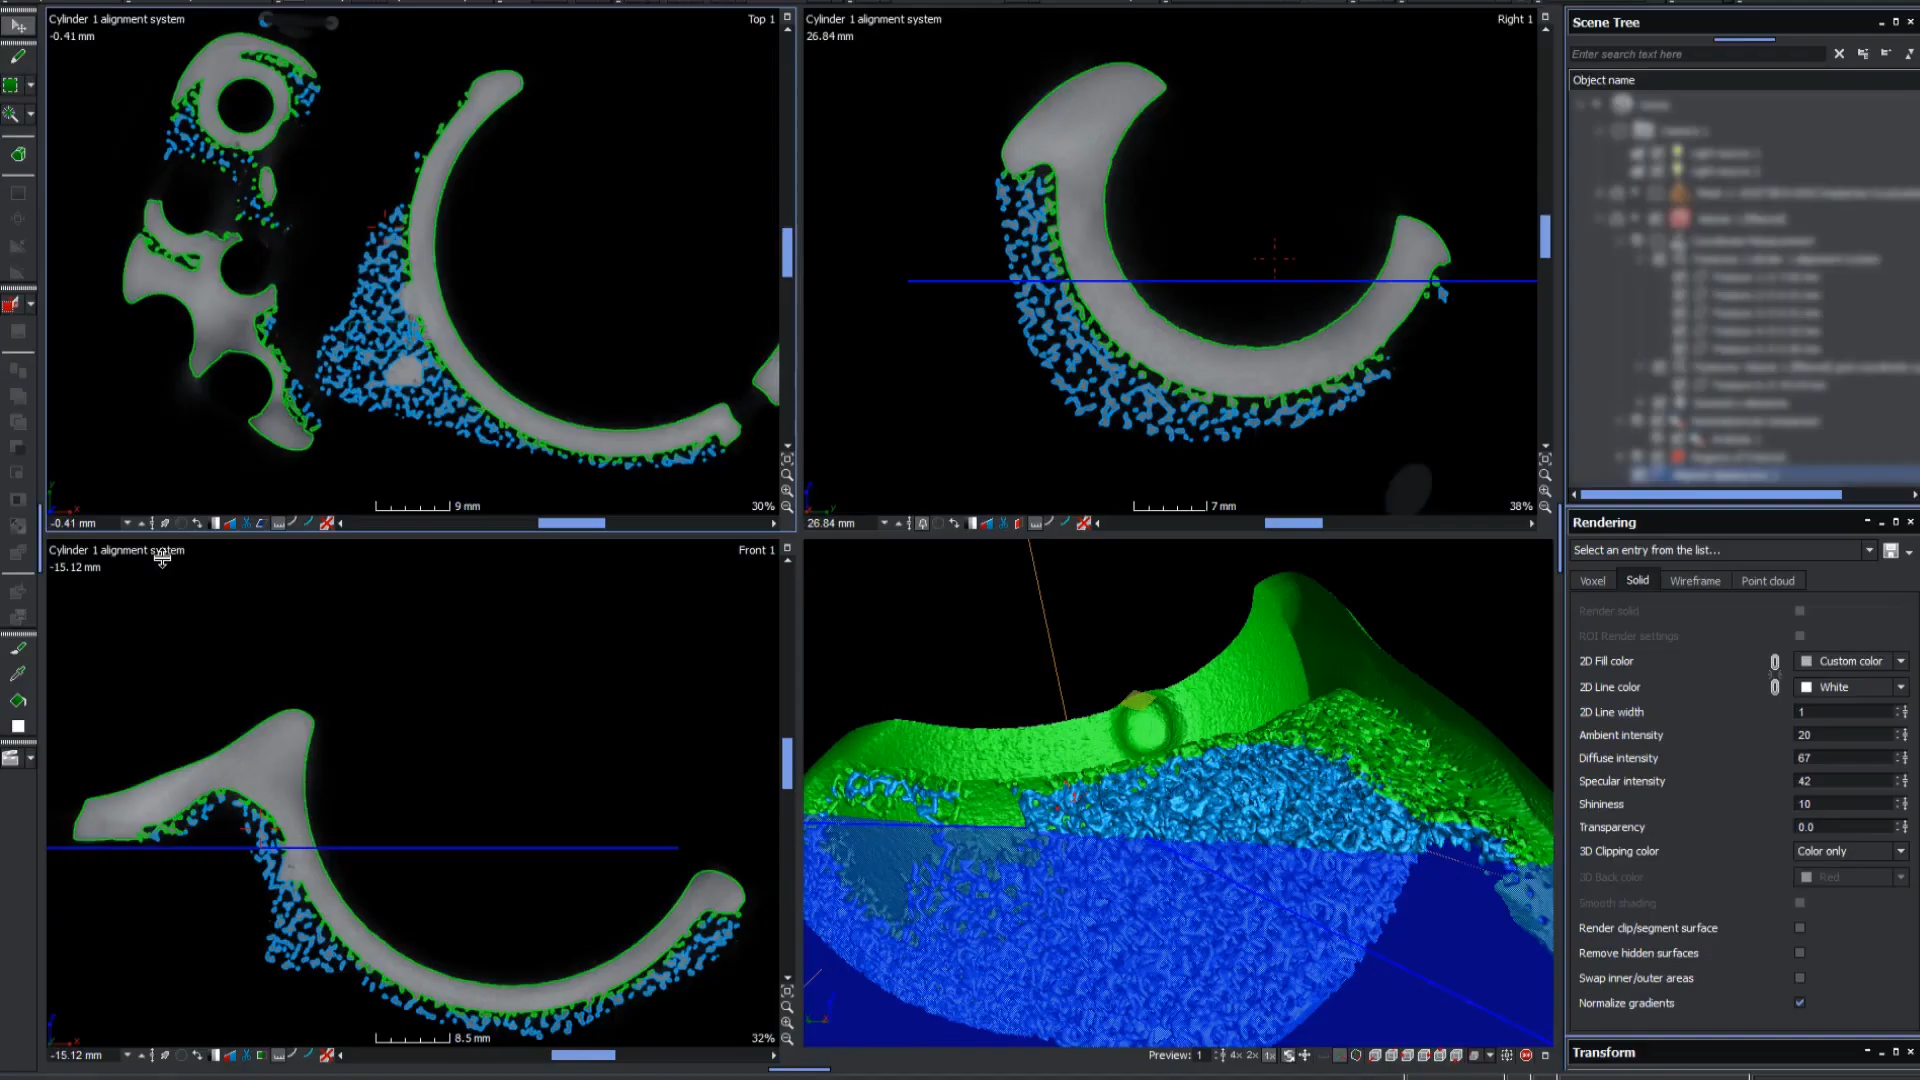 Cylinder 1 alignment system
Top 1
-0.41 mm
9 mm
30%
-0.41 mm
Cylinder 1 alignment system
Right 1
26.84 mm
7 mm
38%
26.84 mm
Cylinder 1 alignment system
Front 1
-15.12 mm
8.5 mm
32%
-15.12 mm
Preview: 1
4x 2x 1x
Scene Tree
Enter search text here
Object name
Rendering
Select an entry from the list...
Voxel
Solid
Wireframe
Point cloud
Render solid
ROI Render settings
2D Fill color
Custom color
2D Line color
White
2D Line width
1
Ambient intensity
20
Diffuse intensity
67
Specular intensity
42
Shininess
10
Transparency
0.0
3D Clipping color
Color only
3D Back color
Red
Smooth shading
Render clip/segment surface
Remove hidden surfaces
Swap inner/outer areas
Normalize gradients
Transform